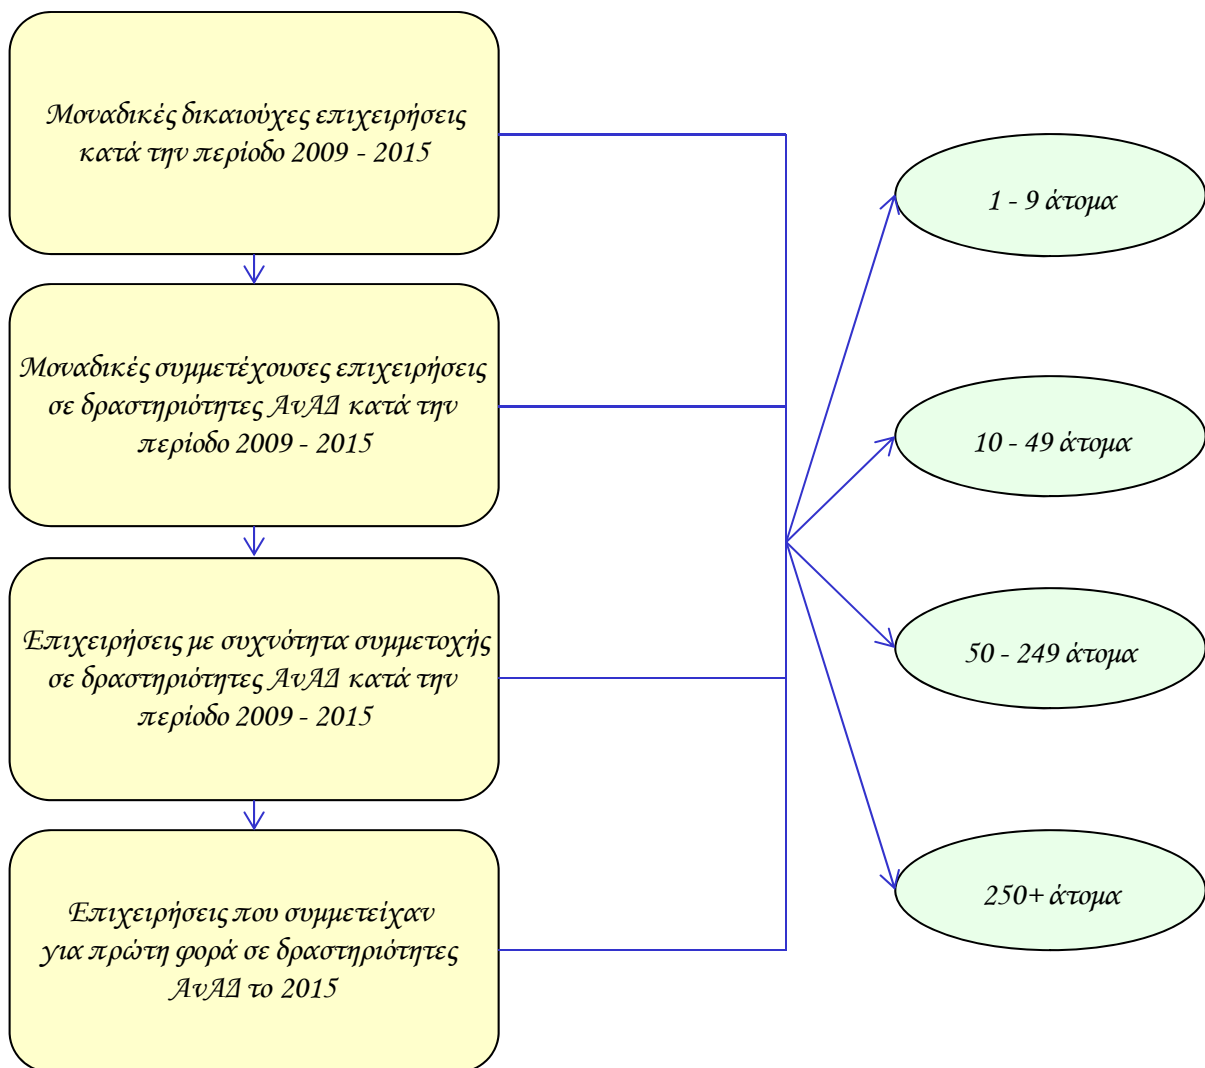 Μοναδικές δικαιούχες επιχειρήσεις
κατά την περίοδο 2009 - 2015
Μοναδικές συμμετέχουσες επιχειρήσεις
σε δραστηριότητες ΑνΑΔ κατά την
περίοδο 2009 - 2015
Επιχειρήσεις με συχνότητα συμμετοχής
σε δραστηριότητες ΑνΑΔ κατά την
περίοδο 2009 - 2015
Επιχειρήσεις που συμμετείχαν
για πρώτη φορά σε δραστηριότητες
ΑνΑΔ το 2015
1 - 9 άτομα
10 - 49 άτομα
50 - 249 άτομα
250+ άτομα